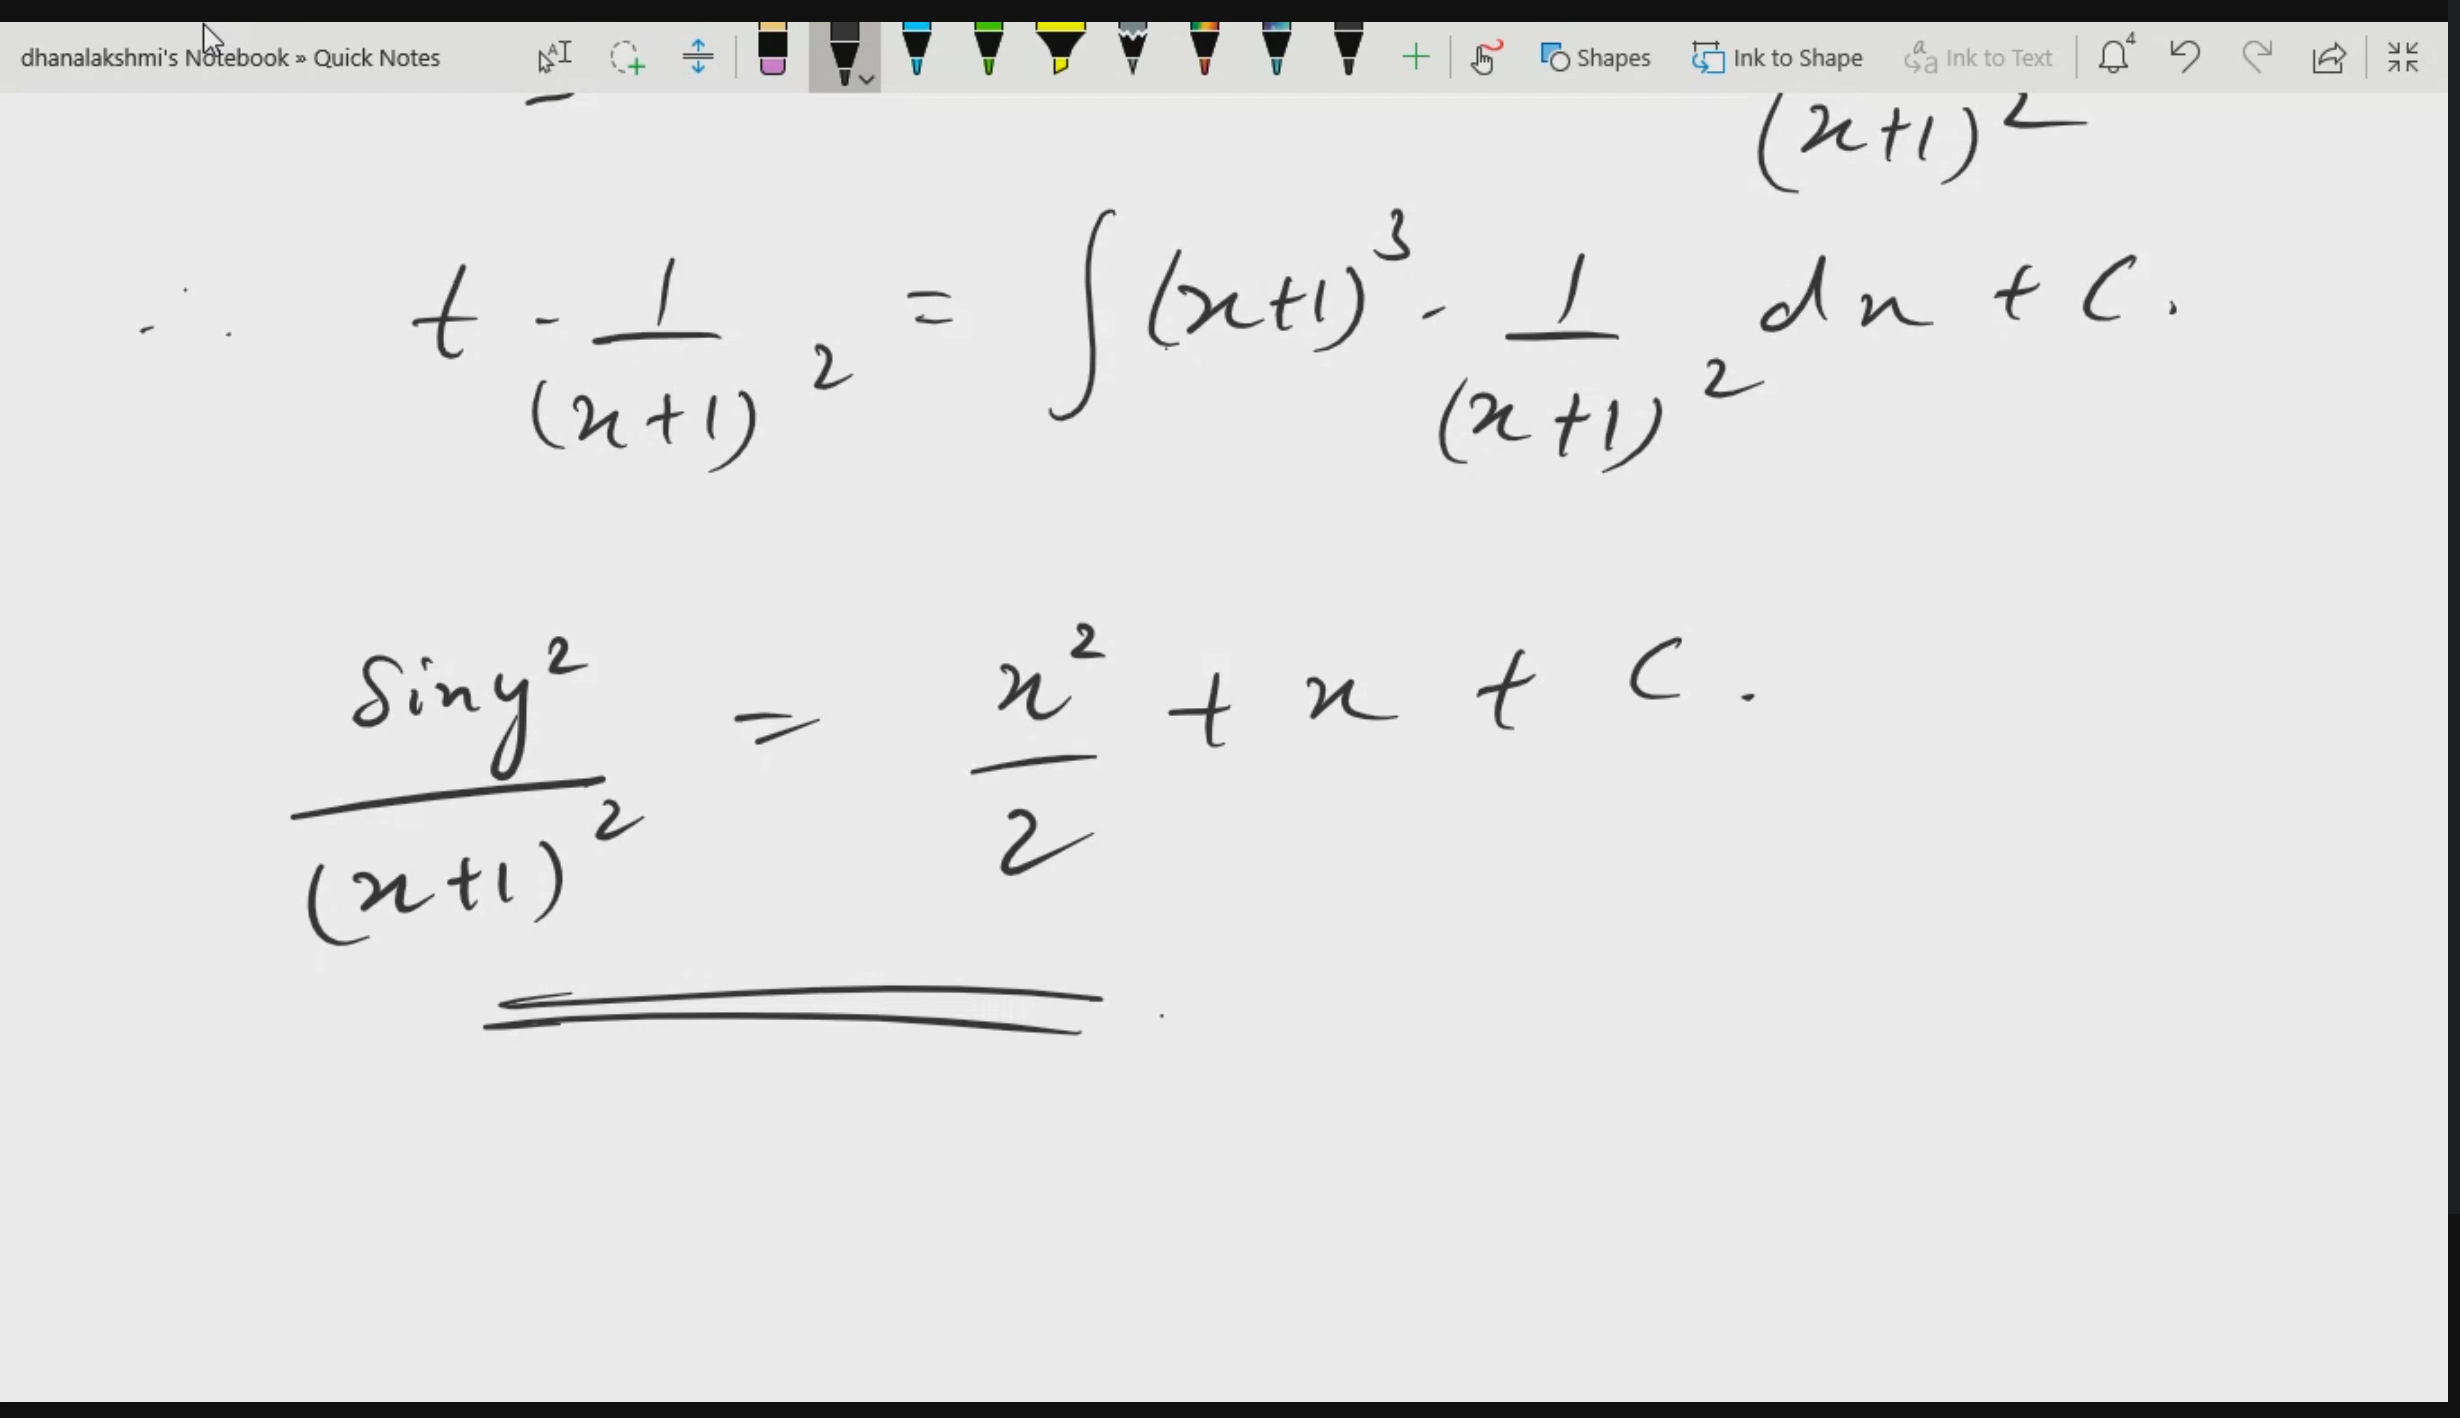 dhanalakshmi's Notebook » Quick Notes
Shapes
Ink to Shape
Ink to Text
4
(x+1)²
∴ t · 1/(x+1)² = ∫ (x+1)³ · 1/(x+1)² dx + C.
Siny²/(x+1)² = x²/2 + x + C.